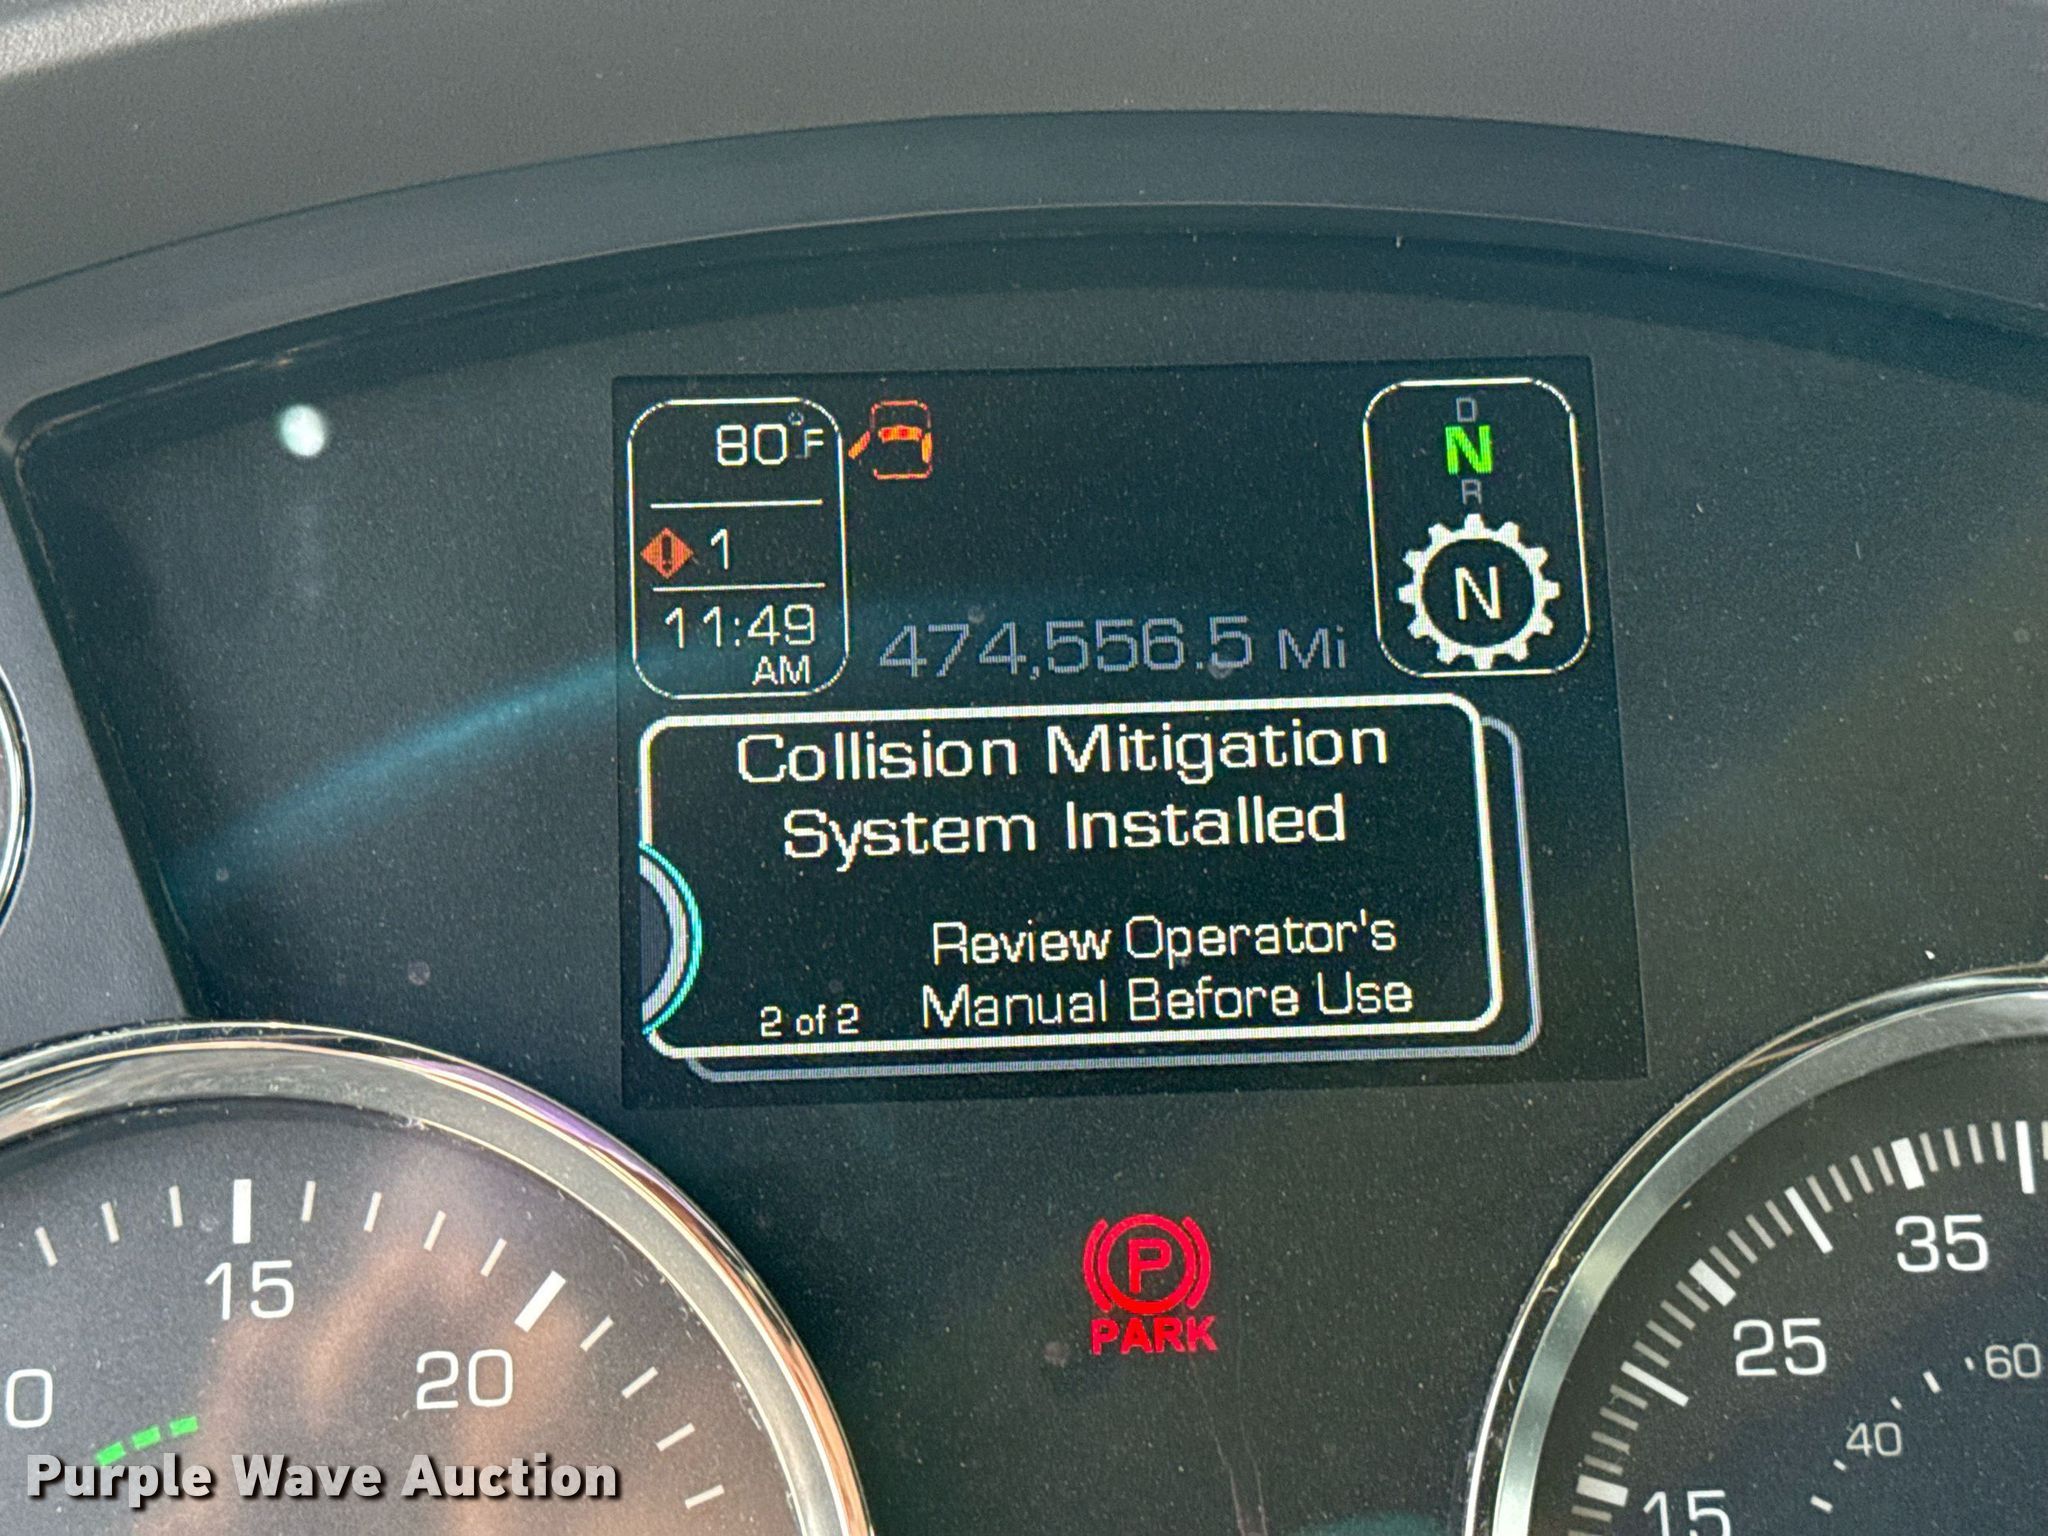 80°F
1
11:49
AM
474,556.5 Mi
D
N
R
N
Collision Mitigation
System Installed
Review Operator's
Manual Before Use
2 of 2
PARK
P
15
20
0
35
25
15
60
40
Purple Wave Auction